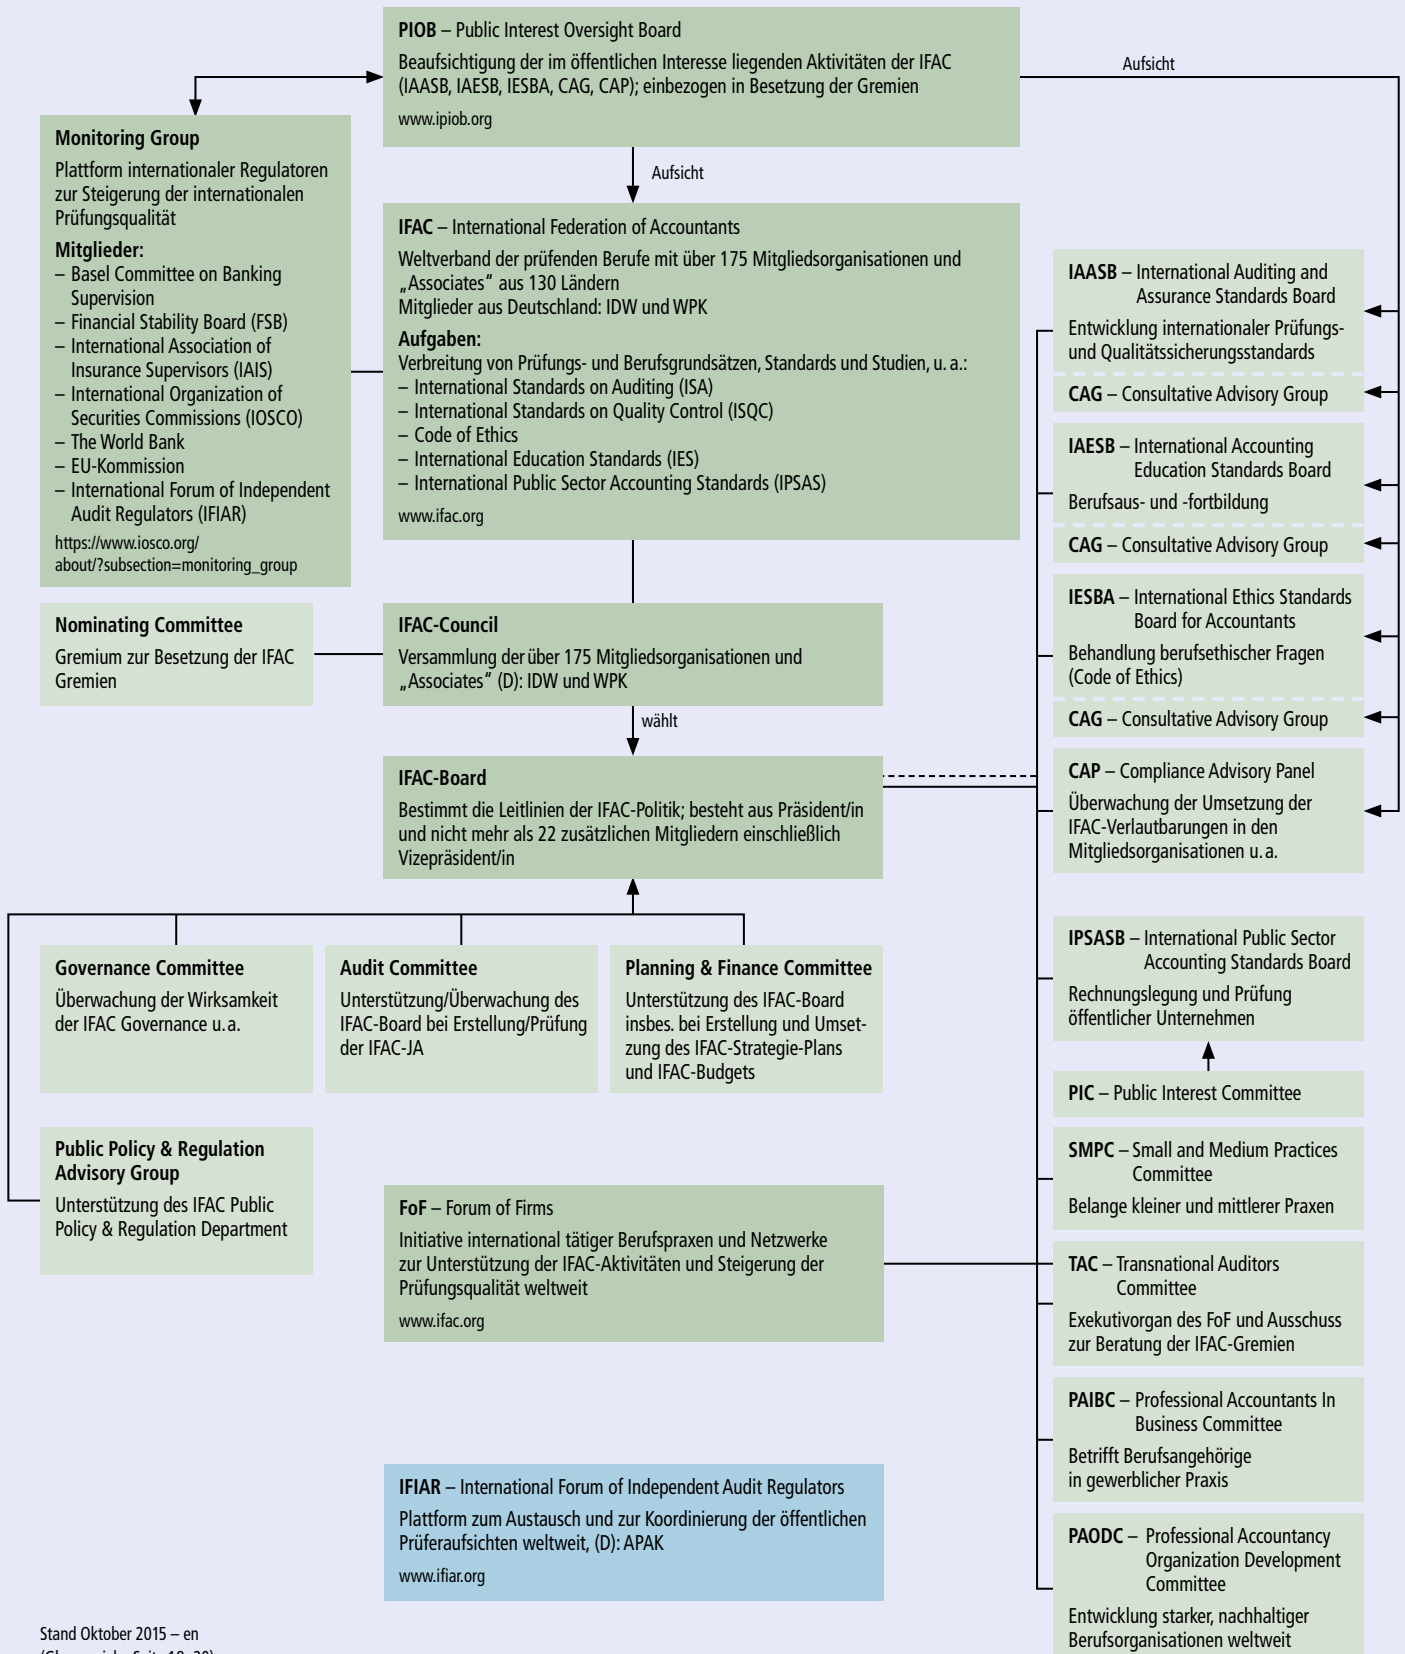 PIOB – Public Interest Oversight Board
Beaufsichtigung der im öffentlichen Interesse liegenden Aktivitäten der IFAC
(IAASB, IAESB, IESBA, CAG, CAP); einbezogen in Besetzung der Gremien
www.ipiob.org
Aufsicht
Aufsicht
Monitoring Group
Plattform internationaler Regulatoren
zur Steigerung der internationalen
Prüfungsqualität
Mitglieder:
– Basel Committee on Banking
Supervision
– Financial Stability Board (FSB)
– International Association of
Insurance Supervisors (IAIS)
– International Organization of
Securities Commissions (IOSCO)
– The World Bank
– EU-Kommission
– International Forum of Independent
Audit Regulators (IFIAR)
https://www.iosco.org/
about/?subsection=monitoring_group
IFAC – International Federation of Accountants
Weltverband der prüfenden Berufe mit über 175 Mitgliedsorganisationen und
„Associates“ aus 130 Ländern
Mitglieder aus Deutschland: IDW und WPK
Aufgaben:
Verbreitung von Prüfungs- und Berufsgrundsätzen, Standards und Studien, u. a.:
– International Standards on Auditing (ISA)
– International Standards on Quality Control (ISQC)
– Code of Ethics
– International Education Standards (IES)
– International Public Sector Accounting Standards (IPSAS)
www.ifac.org
Nominating Committee
Gremium zur Besetzung der IFAC
Gremien
IFAC-Council
Versammlung der über 175 Mitgliedsorganisationen und
„Associates“ (D): IDW und WPK
wählt
IFAC-Board
Bestimmt die Leitlinien der IFAC-Politik; besteht aus Präsident/in
und nicht mehr als 22 zusätzlichen Mitgliedern einschließlich
Vizepräsident/in
Governance Committee
Überwachung der Wirksamkeit
der IFAC Governance u. a.
Audit Committee
Unterstützung/Überwachung des
IFAC-Board bei Erstellung/Prüfung
der IFAC-JA
Planning & Finance Committee
Unterstützung des IFAC-Board
insbes. bei Erstellung und Umset-
zung des IFAC-Strategie-Plans
und IFAC-Budgets
Public Policy & Regulation
Advisory Group
Unterstützung des IFAC Public
Policy & Regulation Department
FoF – Forum of Firms
Initiative international tätiger Berufspraxen und Netzwerke
zur Unterstützung der IFAC-Aktivitäten und Steigerung der
Prüfungsqualität weltweit
www.ifac.org
IFIAR – International Forum of Independent Audit Regulators
Plattform zum Austausch und zur Koordinierung der öffentlichen
Prüferaufsichten weltweit, (D): APAK
www.ifiar.org
IAASB – International Auditing and
Assurance Standards Board
Entwicklung internationaler Prüfungs-
und Qualitätssicherungsstandards
CAG – Consultative Advisory Group
IAESB – International Accounting
Education Standards Board
Berufsaus- und -fortbildung
CAG – Consultative Advisory Group
IESBA – International Ethics Standards
Board for Accountants
Behandlung berufsethischer Fragen
(Code of Ethics)
CAG – Consultative Advisory Group
CAP – Compliance Advisory Panel
Überwachung der Umsetzung der
IFAC-Verlautbarungen in den
Mitgliedsorganisationen u. a.
IPSASB – International Public Sector
Accounting Standards Board
Rechnungslegung und Prüfung
öffentlicher Unternehmen
PIC – Public Interest Committee
SMPC – Small and Medium Practices
Committee
Belange kleiner und mittlerer Praxen
TAC – Transnational Auditors
Committee
Exekutivorgan des FoF und Ausschuss
zur Beratung der IFAC-Gremien
PAIBC – Professional Accountants In
Business Committee
Betrifft Berufsangehörige
in gewerblicher Praxis
PAODC – Professional Accountancy
Organization Development
Committee
Entwicklung starker, nachhaltiger
Berufsorganisationen weltweit
Stand Oktober 2015 – en